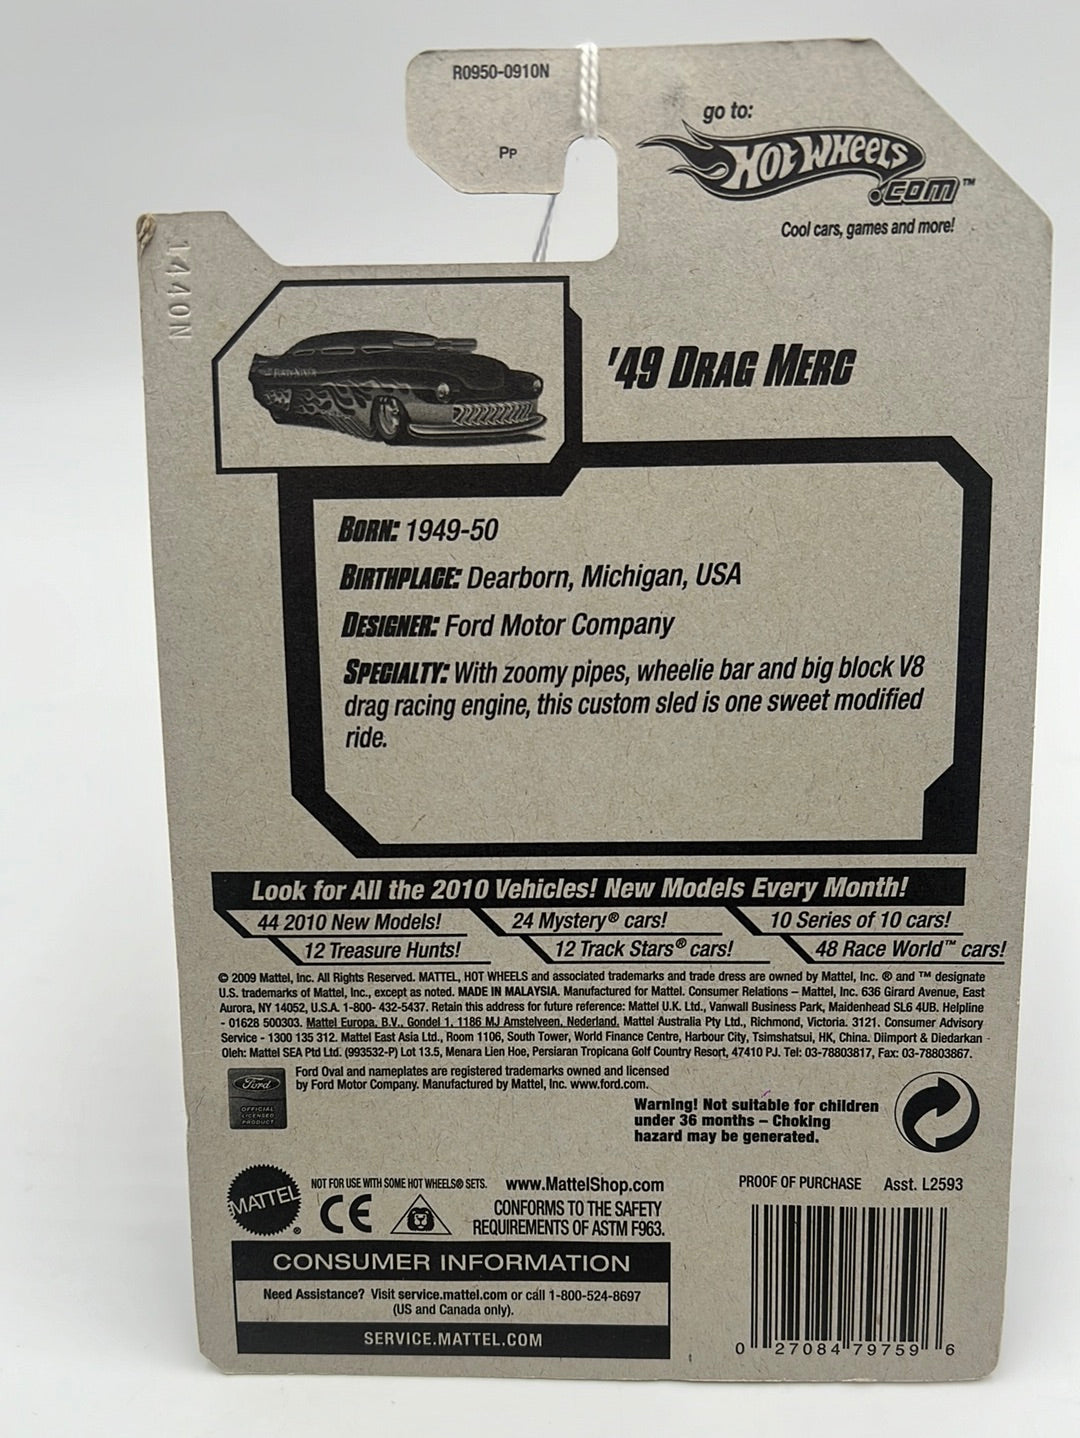 R0950-0910N
PP
go to:
HOT WHEELS
.COM™
Cool cars, games and more!
1440N
'49 DRAG MERC
BORN: 1949-50
BIRTHPLACE: Dearborn, Michigan, USA
DESIGNER: Ford Motor Company
SPECIALTY: With zoomy pipes, wheelie bar and big block V8
drag racing engine, this custom sled is one sweet modified
ride.
Look for All the 2010 Vehicles! New Models Every Month!
44 2010 New Models! 24 Mystery® cars! 10 Series of 10 cars!
12 Treasure Hunts! 12 Track Stars® cars! 48 Race World™ cars!
© 2009 Mattel, Inc. All Rights Reserved. MATTEL, HOT WHEELS and associated trademarks and trade dress are owned by Mattel, Inc. ® and ™ designate
U.S. trademarks of Mattel, Inc., except as noted. MADE IN MALAYSIA. Manufactured for Mattel. Consumer Relations – Mattel, Inc. 636 Girard Avenue, East
Aurora, NY 14052, U.S.A. 1-800- 432-5437. Retain this address for future reference: Mattel U.K. Ltd., Vanwall Business Park, Maidenhead SL6 4UB. Helpline
- 01628 500303. Mattel Europa, B.V., Gondel 1, 1186 MJ Amstelveen, Nederland. Mattel Australia Pty Ltd., Richmond, Victoria. 3121. Consumer Advisory
Service - 1300 135 312. Mattel East Asia Ltd., Room 1106, South Tower, World Finance Centre, Harbour City, Tsimshatsui, HK, China. Diimport & Diedarkan
Oleh: Mattel SEA Ptd Ltd. (993532-P) Lot 13.5, Menara Lien Hoe, Persiaran Tropicana Golf Country Resort, 47410 PJ. Tel: 03-78803817, Fax: 03-78803867.
Ford Oval and nameplates are registered trademarks owned and licensed
by Ford Motor Company. Manufactured by Mattel, Inc. www.ford.com.
Ford
OFFICIAL
LICENSED
PRODUCT
Warning! Not suitable for children
under 36 months – Choking
hazard may be generated.
MATTEL®
NOT FOR USE WITH SOME HOT WHEELS® SETS. www.MattelShop.com
CE
CONFORMS TO THE SAFETY
REQUIREMENTS OF ASTM F963.
PROOF OF PURCHASE Asst. L2593
CONSUMER INFORMATION
Need Assistance? Visit service.mattel.com or call 1-800-524-8697
(US and Canada only).
SERVICE.MATTEL.COM
0 27084 79759 6